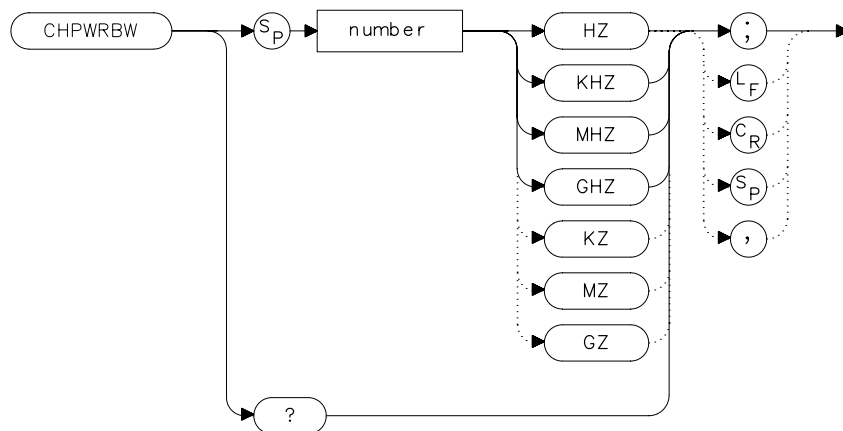 CHPWRBW SP number HZ ;
KHZ LF
MHZ CR
GHZ SP
KZ ,
MZ
GZ
?